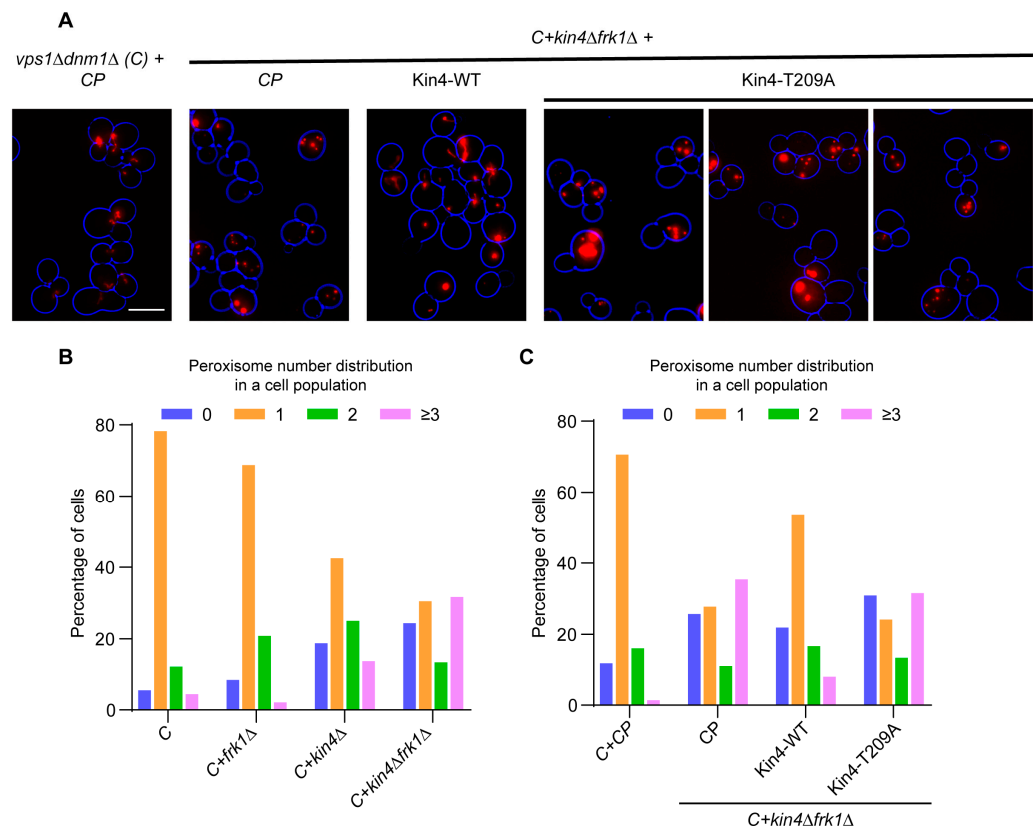 A
vps1Δdnm1Δ (C) +
CP
C+kin4Δfrk1Δ +
CP
Kin4-WT
Kin4-T209A
B
Peroxisome number distribution
in a cell population
0 1 2 ≥3
Percentage of cells
80
60
40
20
0
C
C+frk1Δ
C+kin4Δ
C+kin4Δfrk1Δ
C
Peroxisome number distribution
in a cell population
0 1 2 ≥3
Percentage of cells
80
60
40
20
0
C+CP
CP
Kin4-WT
Kin4-T209A
C+kin4Δfrk1Δ